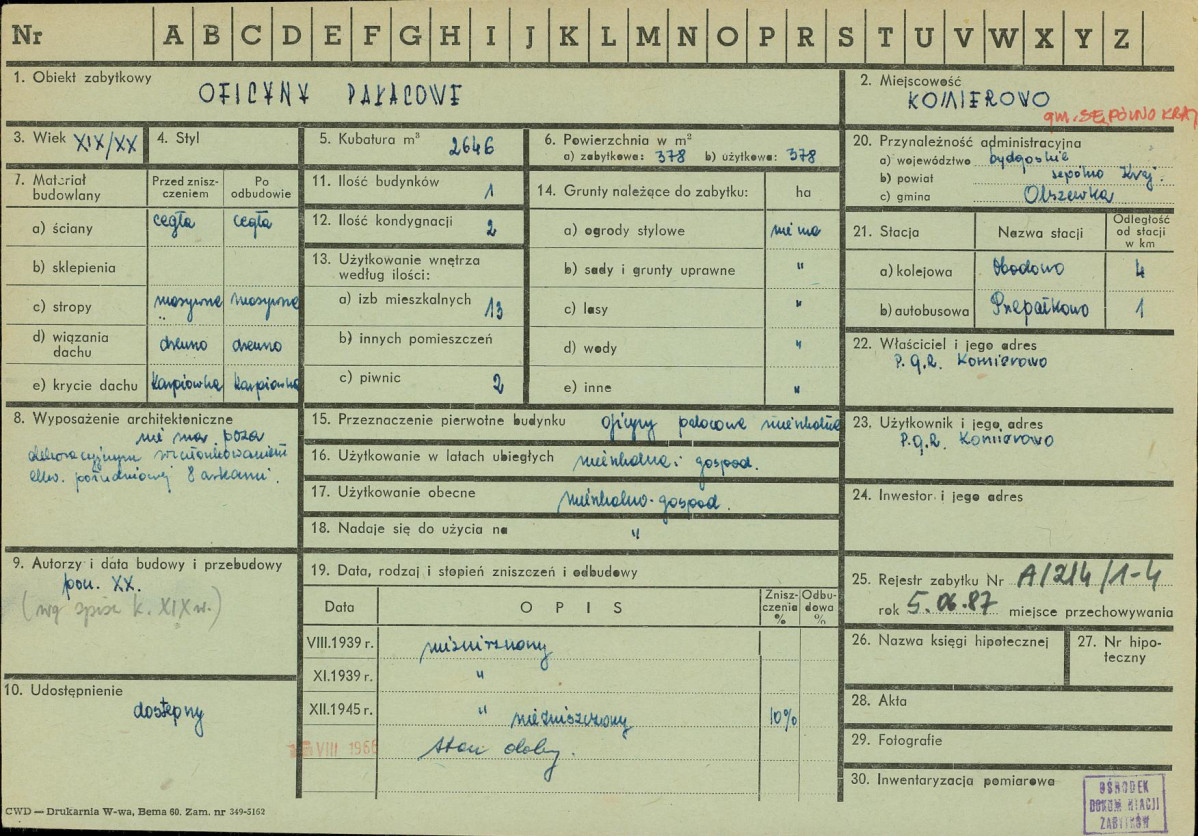 Nr A B C D E F G H I J K L M N O P R S T U V W X Y Z
1. Obiekt zabytkowy
OFICYNY PAŁACOWE
2. Miejscowość
KOMIEROWO
gm. SĘPÓLNO KRAJ
3. Wiek XIX/XX
4. Styl
5. Kubatura m³ 2646
6. Powierzchnia w m²
a) zabytkowa: 378 b) użytkowa: 378
20. Przynależność administracyjna
a) województwo bydgoskie
b) powiat sępólno Kraj.
c) gmina Olszewka
7. Materiał budowlany
Przed zniszczeniem
Po odbudowie
a) ściany cegła cegła
b) sklepienia
c) stropy masywne masywne
d) wiązania dachu drewno drewno
e) krycie dachu karpiówka karpiówka
11. Ilość budynków 1
12. Ilość kondygnacji 2
13. Użytkowanie wnętrza
według ilości:
a) izb mieszkalnych 13
b) innych pomieszczeń
c) piwnic 2
14. Grunty należące do zabytku: ha
a) ogrody stylowe nie ma
b) sady i grunty uprawne "
c) lasy "
d) wody "
e) inne "
21. Stacja
Nazwa stacji
Odległość
od stacji
w km
a) kolejowa Obodowo 4
b) autobusowa Przepałkowo 1
22. Właściciel i jego adres
P.G.R. Komierowo
8. Wyposażenie architektoniczne
nie ma poza
dekoracyjnym
elew. południowej 8 arkami.
15. Przeznaczenie pierwotne budynku oficyny pałacowe mieszkalne
16. Użytkowanie w latach ubiegłych mieszkalne i gospod.
17. Użytkowanie obecne mieszkalno-gospod.
18. Nadaje się do użycia na "
23. Użytkownik i jego adres
P.G.R. Komierowo
24. Inwestor i jego adres
9. Autorzy i data budowy i przebudowy
pocz. XX.
(wg spisu k. XIX w.)
19. Data, rodzaj i stopień zniszczeń i odbudowy
Data
OPIS
Zniszczenia %
Odbudowa %
VIII.1939 r. niezniszczony
XI.1939 r. "
XII.1945 r. " niezniszczony 10%
VIII 1966 stan dobry.
25. Rejestr zabytku Nr A/214/1-4
rok 5.06.87 miejsce przechowywania
26. Nazwa księgi hipotecznej
27. Nr hipoteczny
10. Udostępnienie
dostępny
28. Akta
29. Fotografie
30. Inwentaryzacja pomiarowa
OŚRODEK
DOKUMENTACJI
ZABYTKÓW
CWD — Drukarnia W-wa, Bema 60. Zam. nr 349-5162